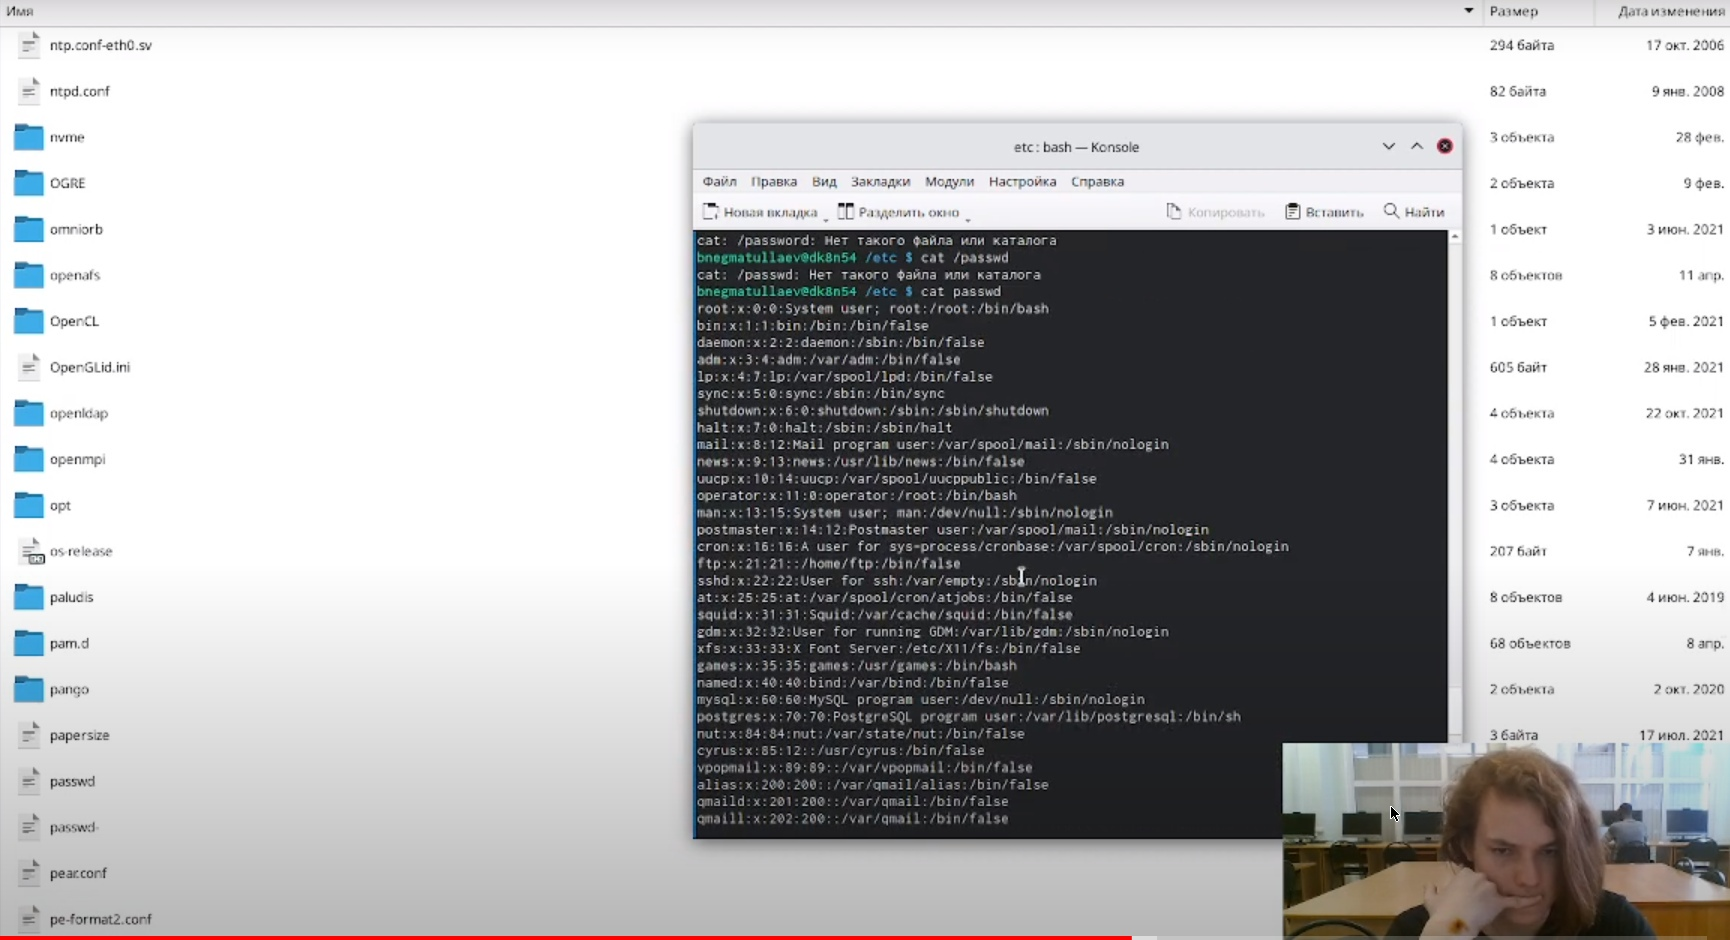 Имя Размер Дата изменения
ntp.conf-eth0.sv 294 байта 17 окт. 2006
ntpd.conf 82 байта 9 янв. 2008
nvme 3 объекта 28 фев.
OGRE 2 объекта 9 фев.
omniorb 1 объект 3 июн. 2021
openafs 8 объектов 11 апр.
OpenCL 1 объект 5 фев. 2021
OpenGLid.ini 605 байт 28 янв. 2021
openldap 4 объекта 22 окт. 2021
openmpi 4 объекта 31 янв.
opt 3 объекта 7 июн. 2021
os-release 207 байт 7 янв.
paludis 8 объектов 4 июн. 2019
pam.d 68 объектов 8 апр.
pango 2 объекта 2 окт. 2020
papersize 3 байта 17 июл. 2021
passwd
passwd-
pear.conf
pe-format2.conf
etc : bash — Konsole
Файл Правка Вид Закладки Модули Настройка Справка
Новая вкладка Разделить окно Копировать Вставить Найти
cat: /password: Нет такого файла или каталога
bnegmatullaev@dk8n54 /etc $ cat /passwd
cat: /passwd: Нет такого файла или каталога
bnegmatullaev@dk8n54 /etc $ cat passwd
root:x:0:0:System user; root:/root:/bin/bash
bin:x:1:1:bin:/bin:/bin/false
daemon:x:2:2:daemon:/sbin:/bin/false
adm:x:3:4:adm:/var/adm:/bin/false
lp:x:4:7:lp:/var/spool/lpd:/bin/false
sync:x:5:0:sync:/sbin:/bin/sync
shutdown:x:6:0:shutdown:/sbin:/sbin/shutdown
halt:x:7:0:halt:/sbin:/sbin/halt
mail:x:8:12:Mail program user:/var/spool/mail:/sbin/nologin
news:x:9:13:news:/usr/lib/news:/bin/false
uucp:x:10:14:uucp:/var/spool/uucppublic:/bin/false
operator:x:11:0:operator:/root:/bin/bash
man:x:13:15:System user; man:/dev/null:/sbin/nologin
postmaster:x:14:12:Postmaster user:/var/spool/mail:/sbin/nologin
cron:x:16:16:A user for sys-process/cronbase:/var/spool/cron:/sbin/nologin
ftp:x:21:21::/home/ftp:/bin/false
sshd:x:22:22:User for ssh:/var/empty:/sbin/nologin
at:x:25:25:at:/var/spool/cron/atjobs:/bin/false
squid:x:31:31:Squid:/var/cache/squid:/bin/false
gdm:x:32:32:User for running GDM:/var/lib/gdm:/sbin/nologin
xfs:x:33:33:X Font Server:/etc/X11/fs:/bin/false
games:x:35:35:games:/usr/games:/bin/bash
named:x:40:40:bind:/var/bind:/bin/false
mysql:x:60:60:MySQL program user:/dev/null:/sbin/nologin
postgres:x:70:70:PostgreSQL program user:/var/lib/postgresql:/bin/sh
nut:x:84:84:nut:/var/state/nut:/bin/false
cyrus:x:85:12::/usr/cyrus:/bin/false
vpopmail:x:89:89::/var/vpopmail:/bin/false
alias:x:200:200::/var/qmail/alias:/bin/false
qmaild:x:201:200::/var/qmail:/bin/false
qmaill:x:202:200::/var/qmail:/bin/false